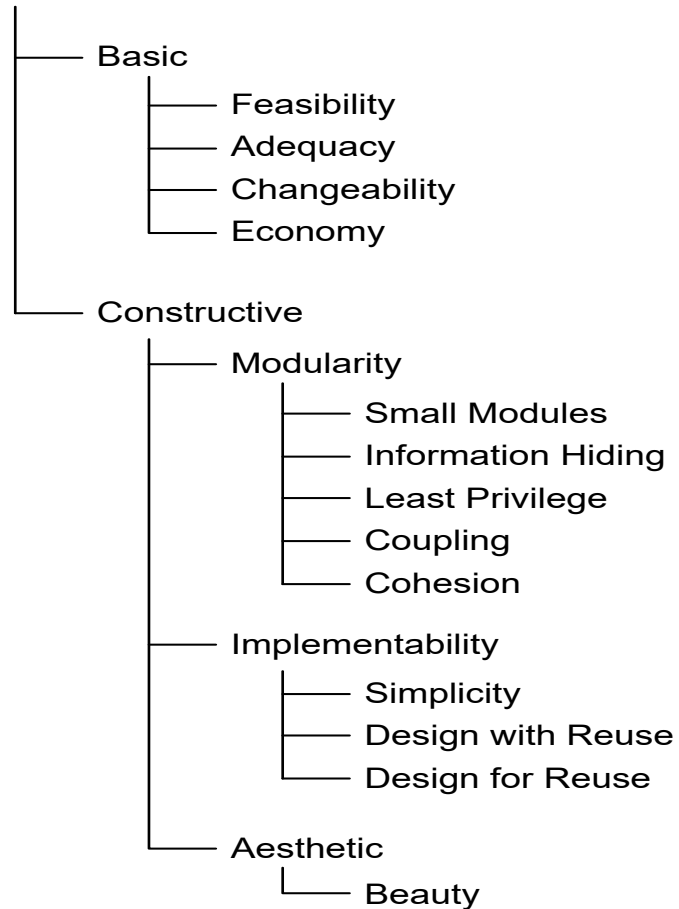 Basic
Feasibility
Adequacy
Changeability
Economy
Constructive
Modularity
Small Modules
Information Hiding
Least Privilege
Coupling
Cohesion
Implementability
Simplicity
Design with Reuse
Design for Reuse
Aesthetic
Beauty